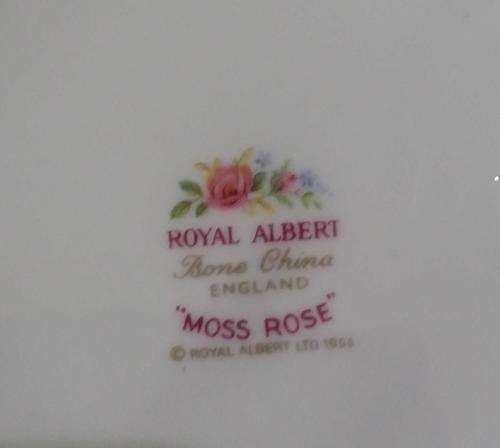 ROYAL ALBERT
Bone China
ENGLAND
"MOSS ROSE"
© ROYAL ALBERT LTD